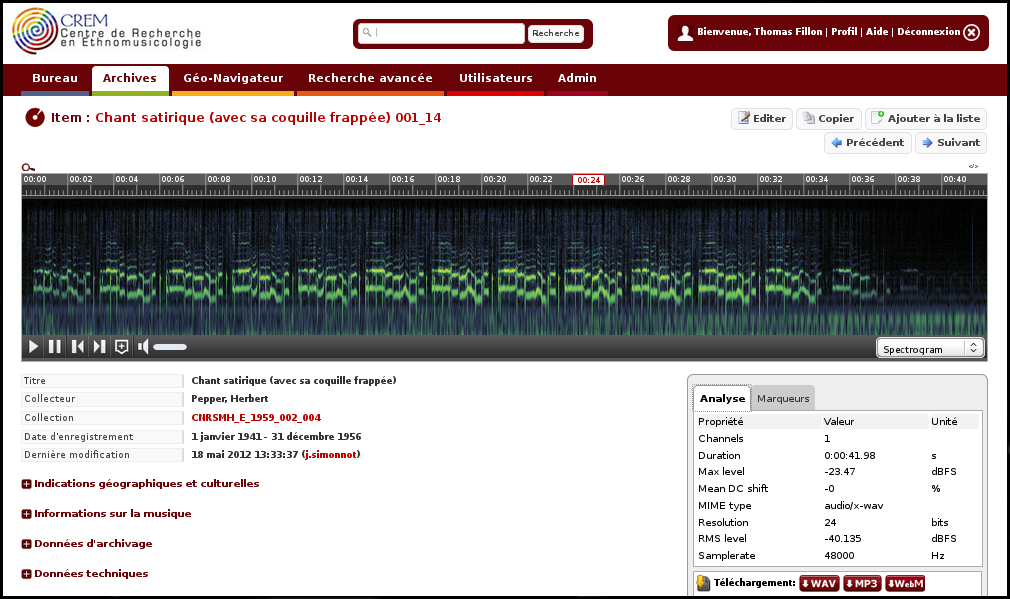 CREM
Centre de Recherche
en Ethnomusicologie
Recherche
Bienvenue, Thomas Fillon | Profil | Aide | Déconnexion
Bureau Archives Géo-Navigateur Recherche avancée Utilisateurs Admin
Item : Chant satirique (avec sa coquille frappée) 001_14
Editer Copier Ajouter à la liste
Précédent Suivant
</>
00:00 00:02 00:04 00:06 00:08 00:10 00:12 00:14 00:16 00:18 00:20 00:22 00:24 00:26 00:28 00:30 00:32 00:34 00:36 00:38 00:40
Spectrogram
Titre Chant satirique (avec sa coquille frappée)
Collecteur Pepper, Herbert
Collection CNRSMH_E_1959_002_004
Date d'enregistrement 1 janvier 1941 - 31 décembre 1956
Dernière modification 18 mai 2012 13:33:37 (j.simonnot)
Indications géographiques et culturelles
Informations sur la musique
Données d'archivage
Données techniques
Analyse Marqueurs
Propriété Valeur Unité
Channels 1
Duration 0:00:41.98 s
Max level -23.47 dBFS
Mean DC shift -0 %
MIME type audio/x-wav
Resolution 24 bits
RMS level -40.135 dBFS
Samplerate 48000 Hz
Téléchargement: WAV MP3 WebM